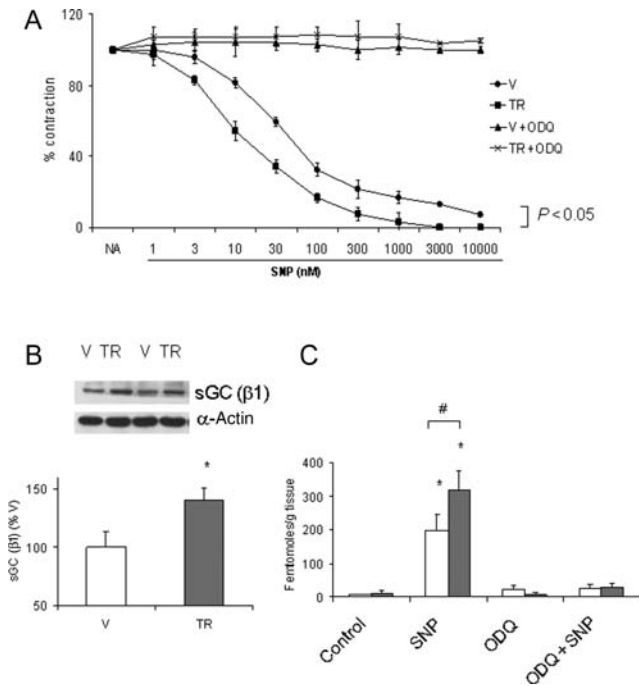 A
120
80
40
0
% contraction
NA 1 3 10 30 100 300 1000 3000 10000
SNP (nM)
V
TR
V+ODQ
TR+ODQ
P<0.05
B
V TR V TR
sGC (β1)
α-Actin
150
100
50
sGC (β1) (% V)
*
V TR
C
#
*
*
400
300
200
100
0
Femtomoles/g tissue
Control SNP ODQ ODQ+SNP